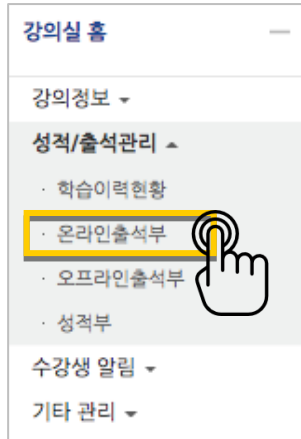 강의실 홈
강의정보
성적/출석관리
· 학습이력현황
· 온라인출석부
· 오프라인출석부
· 성적부
수강생 알림
기타 관리